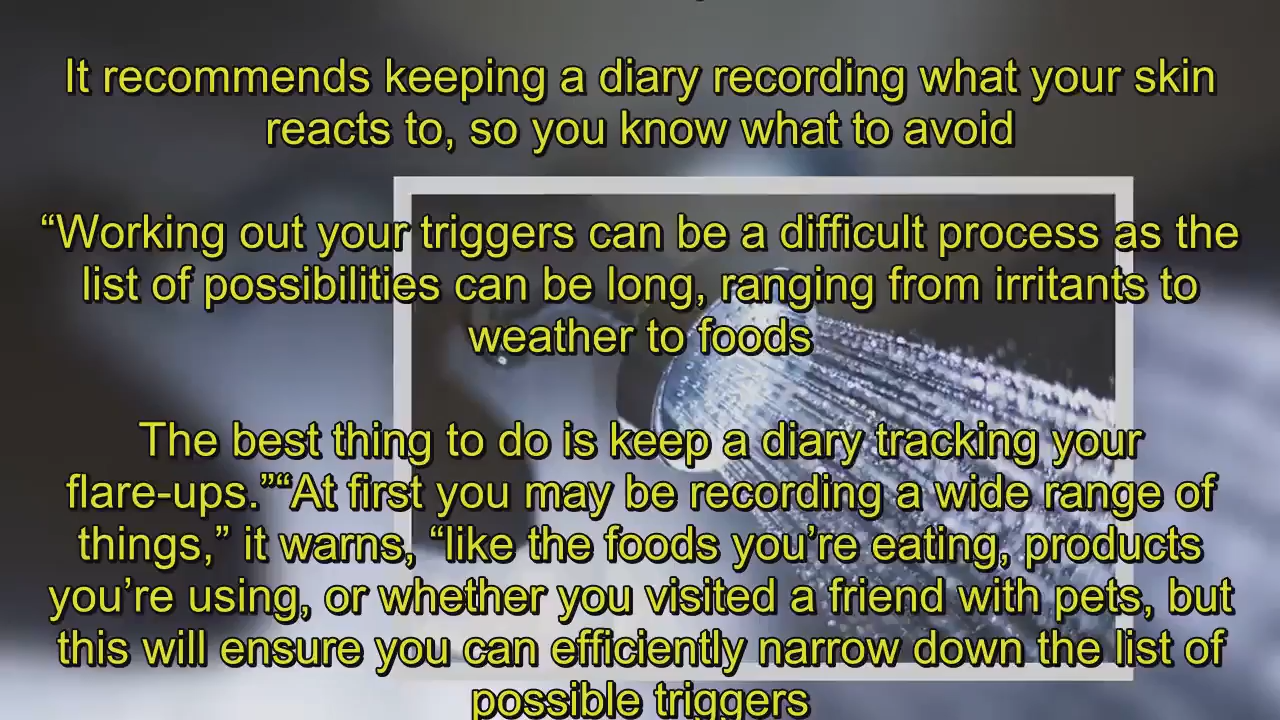 It recommends keeping a diary recording what your skin
reacts to, so you know what to avoid
“Working out your triggers can be a difficult process as the
list of possibilities can be long, ranging from irritants to
weather to foods
The best thing to do is keep a diary tracking your
flare-ups.”“At first you may be recording a wide range of
things,” it warns, “like the foods you’re eating, products
you’re using, or whether you visited a friend with pets, but
this will ensure you can efficiently narrow down the list of
possible triggers